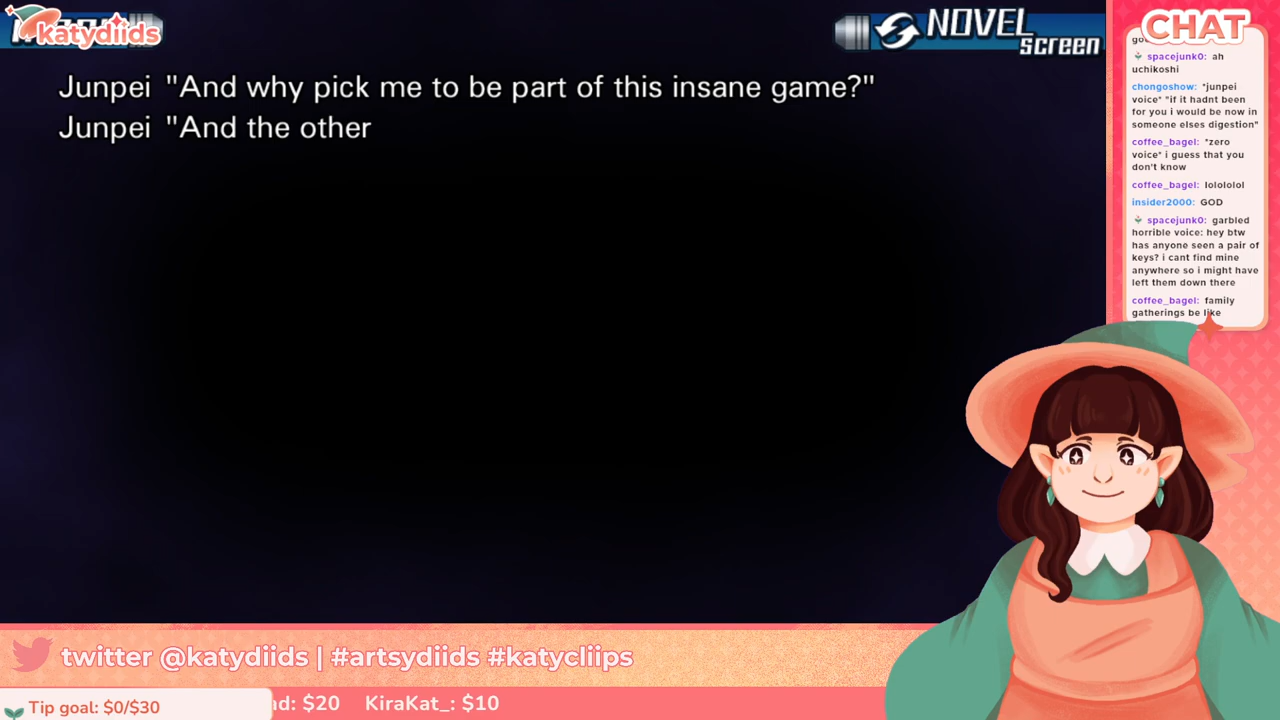 katydiids
NOVEL
Screen
CHAT
Junpei "And why pick me to be part of this insane game?"
Junpei "And the other
spacejunk0: ah
uchikoshi
chongoshow: *junpei
voice* "if it hadnt been
for you i would be now in
someone elses digestion"
coffee_bagel: *zero
voice* i guess that you
don't know
coffee_bagel: lolololol
insider2000: GOD
spacejunk0: garbled
horrible voice: hey btw
has anyone seen a pair of
keys? i cant find mine
anywhere so i might have
left them down there
coffee_bagel: family
gatherings be like
twitter @katydiids | #artsydiids #katycliips
Tip goal: $0/$30
ad: $20 KiraKat_: $10